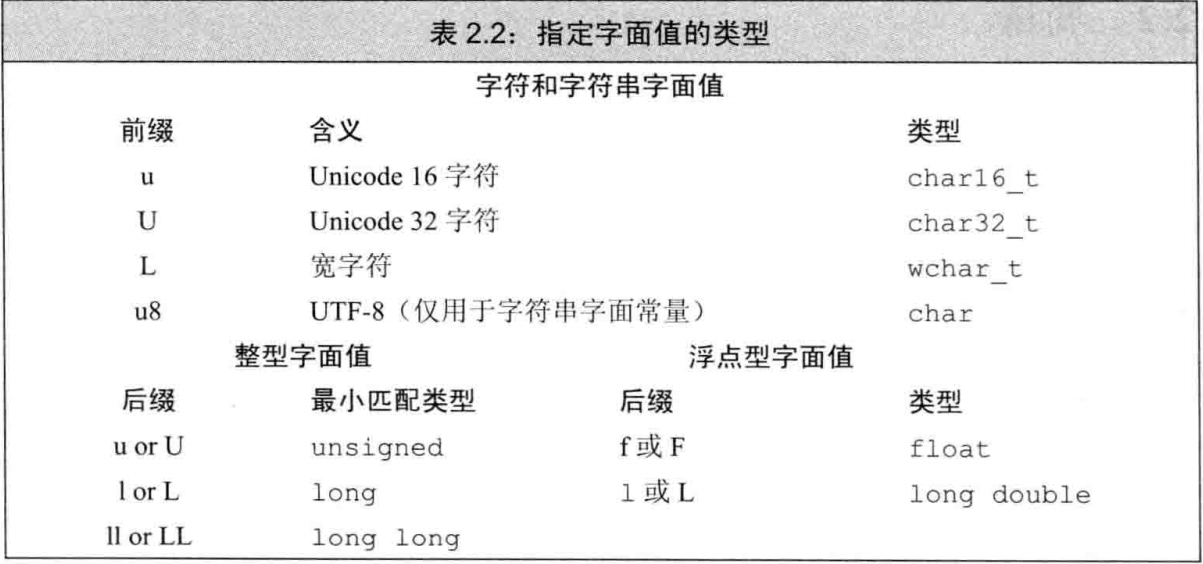 表 2.2：指定字面值的类型
字符和字符串字面值
前缀 含义 类型
u Unicode 16 字符 char16_t
U Unicode 32 字符 char32_t
L 宽字符 wchar_t
u8 UTF-8（仅用于字符串字面常量） char
整型字面值 浮点型字面值
后缀 最小匹配类型 后缀 类型
u or U unsigned f 或 F float
l or L long l 或 L long double
ll or LL long long